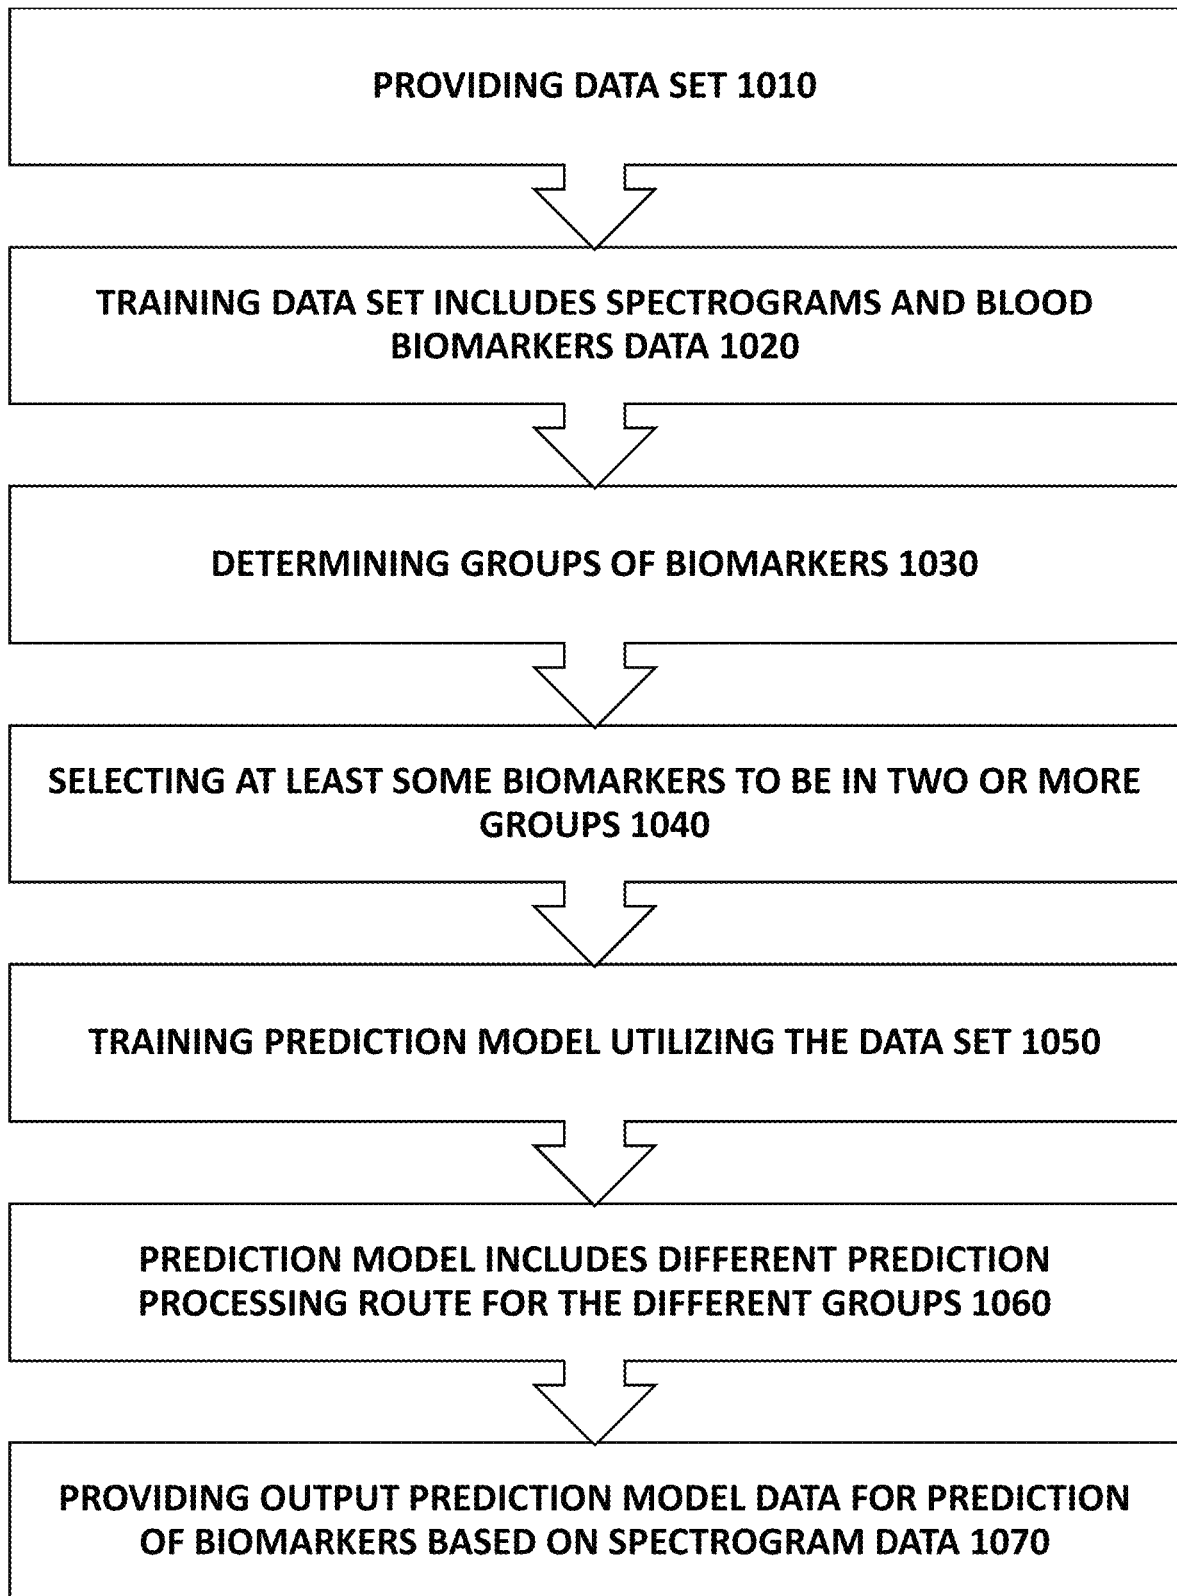 PROVIDING DATA SET 1010
TRAINING DATA SET INCLUDES SPECTROGRAMS AND BLOOD
BIOMARKERS DATA 1020
DETERMINING GROUPS OF BIOMARKERS 1030
SELECTING AT LEAST SOME BIOMARKERS TO BE IN TWO OR MORE
GROUPS 1040
TRAINING PREDICTION MODEL UTILIZING THE DATA SET 1050
PREDICTION MODEL INCLUDES DIFFERENT PREDICTION
PROCESSING ROUTE FOR THE DIFFERENT GROUPS 1060
PROVIDING OUTPUT PREDICTION MODEL DATA FOR PREDICTION
OF BIOMARKERS BASED ON SPECTROGRAM DATA 1070